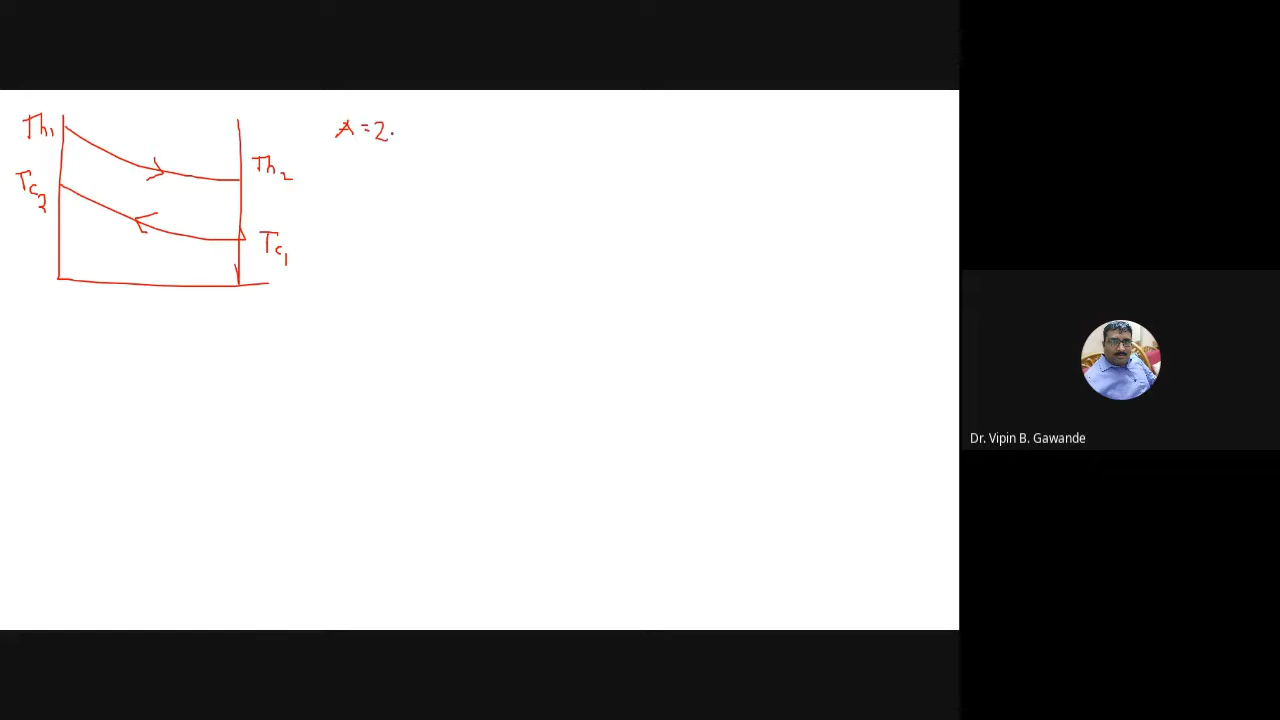 Th1
A = 2.
Th2
Tc2
Tc1
Dr. Vipin B. Gawande